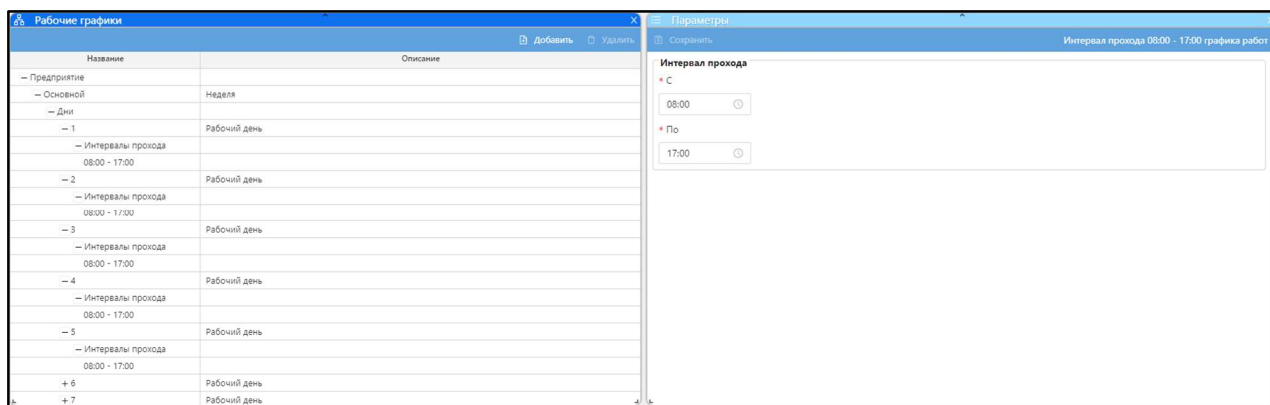 Рабочие графики
Добавить Удалить
Название Описание
Предприятие
Основной Неделя
Дни
1 Рабочий день
Интервалы прохода
08:00 - 17:00
2 Рабочий день
Интервалы прохода
08:00 - 17:00
3 Рабочий день
Интервалы прохода
08:00 - 17:00
4 Рабочий день
Интервалы прохода
08:00 - 17:00
5 Рабочий день
Интервалы прохода
08:00 - 17:00
+ 6 Рабочий день
+ 7 Рабочий день
Параметры
Сохранить Интервал прохода 08:00 - 17:00 графика работ
Интервал прохода
* С
08:00
* По
17:00